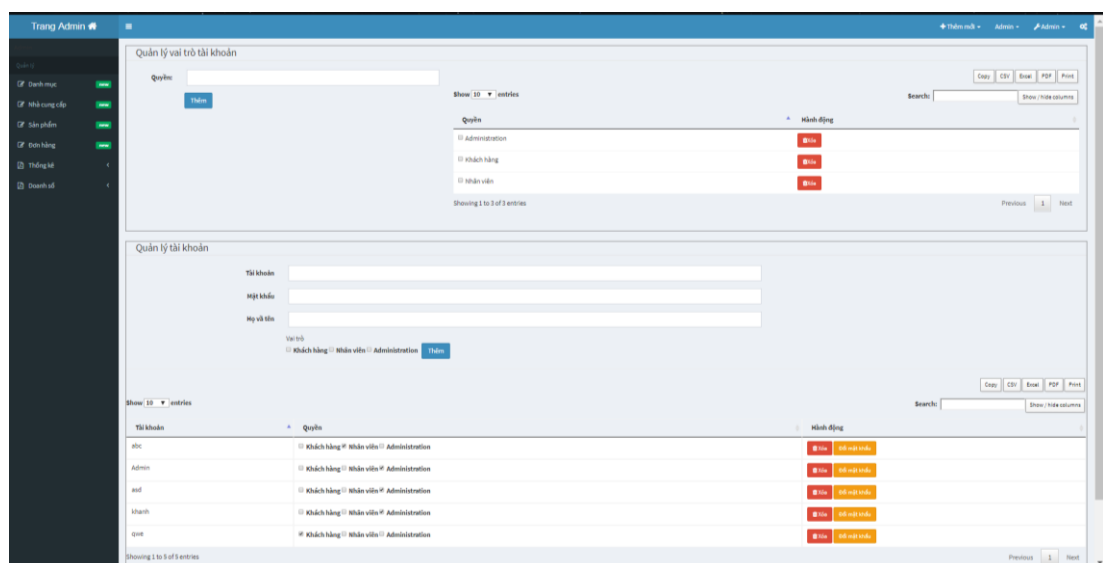 Trang Admin
Thêm mới Admin Admin
Quản lý
Danh mục new
Nhà cung cấp new
Sản phẩm new
Đơn hàng new
Thống kê
Doanh số
Quản lý vai trò tài khoản
Quyền:
Thêm
Copy CSV Excel PDF Print
Show 10 entries
Search:
Show / hide columns
Quyền Hành động
Administration Xóa
Khách hàng Xóa
Nhân viên Xóa
Showing 1 to 3 of 3 entries
Previous 1 Next
Quản lý tài khoản
Tài khoản
Mật khẩu
Họ và tên
Vai trò
Khách hàng Nhân viên Administration Thêm
Copy CSV Excel PDF Print
Show 10 entries
Search:
Show / hide columns
Tài khoản Quyền Hành động
abc Khách hàng Nhân viên Administration Xóa Đổi mật khẩu
Admin Khách hàng Nhân viên Administration Xóa Đổi mật khẩu
asd Khách hàng Nhân viên Administration Xóa Đổi mật khẩu
khanh Khách hàng Nhân viên Administration Xóa Đổi mật khẩu
qwe Khách hàng Nhân viên Administration Xóa Đổi mật khẩu
Showing 1 to 5 of 5 entries
Previous 1 Next